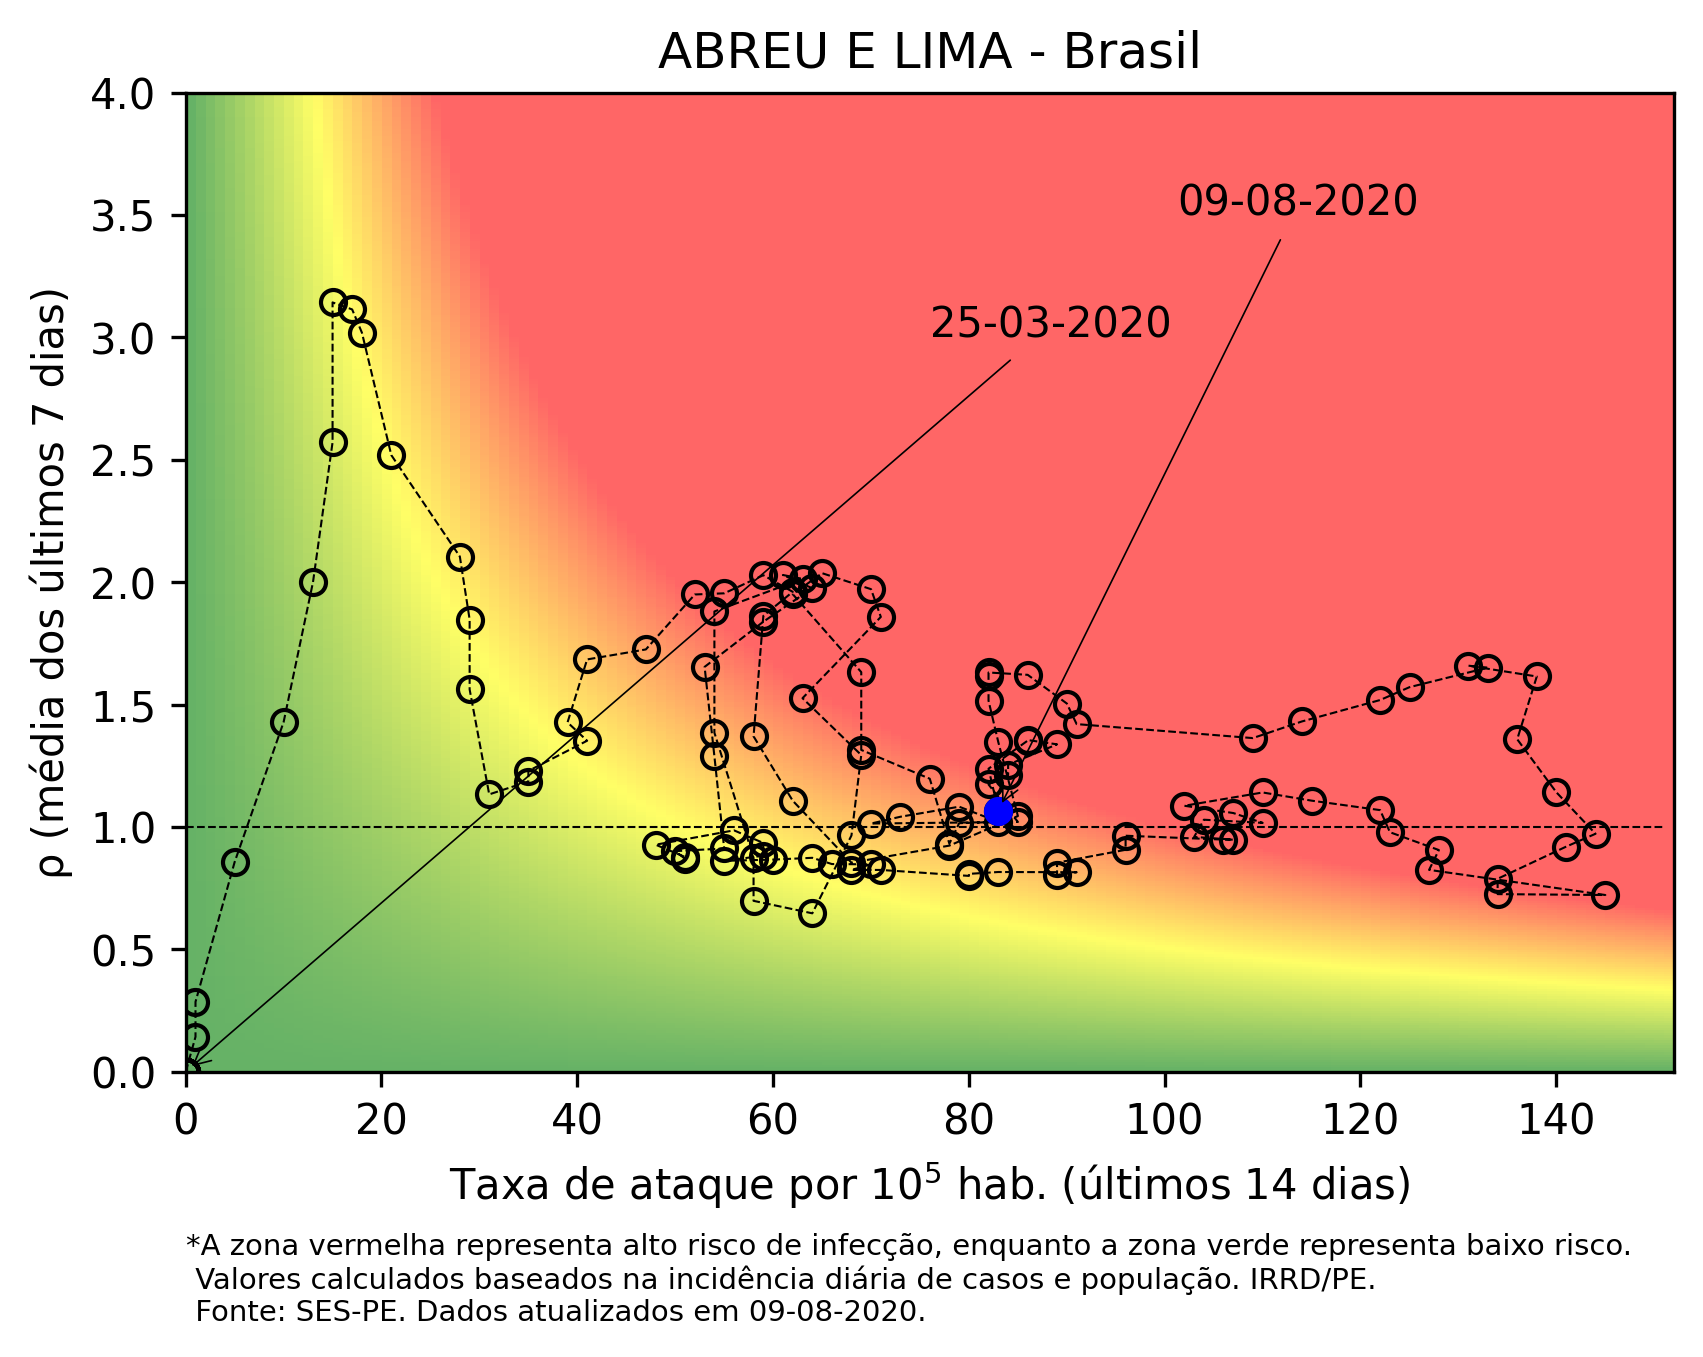 ABREU E LIMA - Brasil
4.0
3.5
3.0
2.5
2.0
1.5
1.0
0.5
0.0
ρ (média dos últimos 7 dias)
09-08-2020
25-03-2020
0 20 40 60 80 100 120 140
Taxa de ataque por 10⁵ hab. (últimos 14 dias)
*A zona vermelha representa alto risco de infecção, enquanto a zona verde representa baixo risco.
Valores calculados baseados na incidência diária de casos e população. IRRD/PE.
Fonte: SES-PE. Dados atualizados em 09-08-2020.